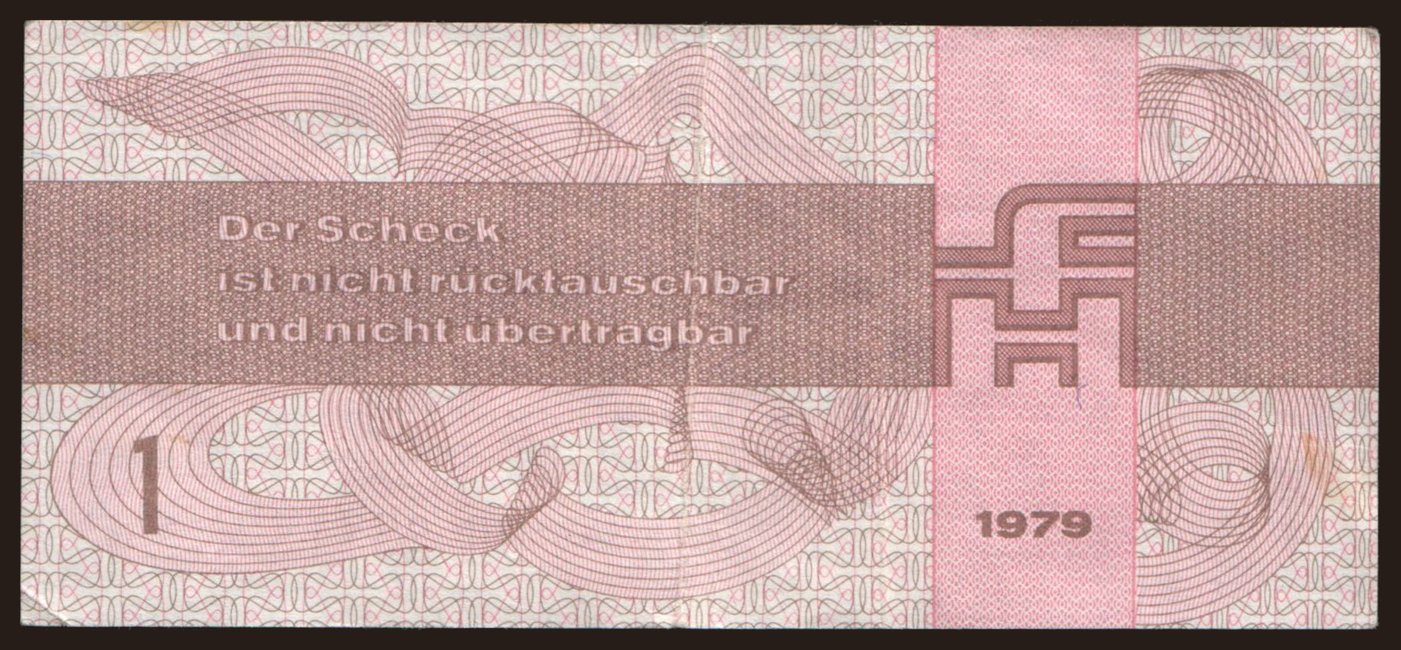 Der Scheck
ist nicht rücktauschbar
und nicht übertragbar
1
1979